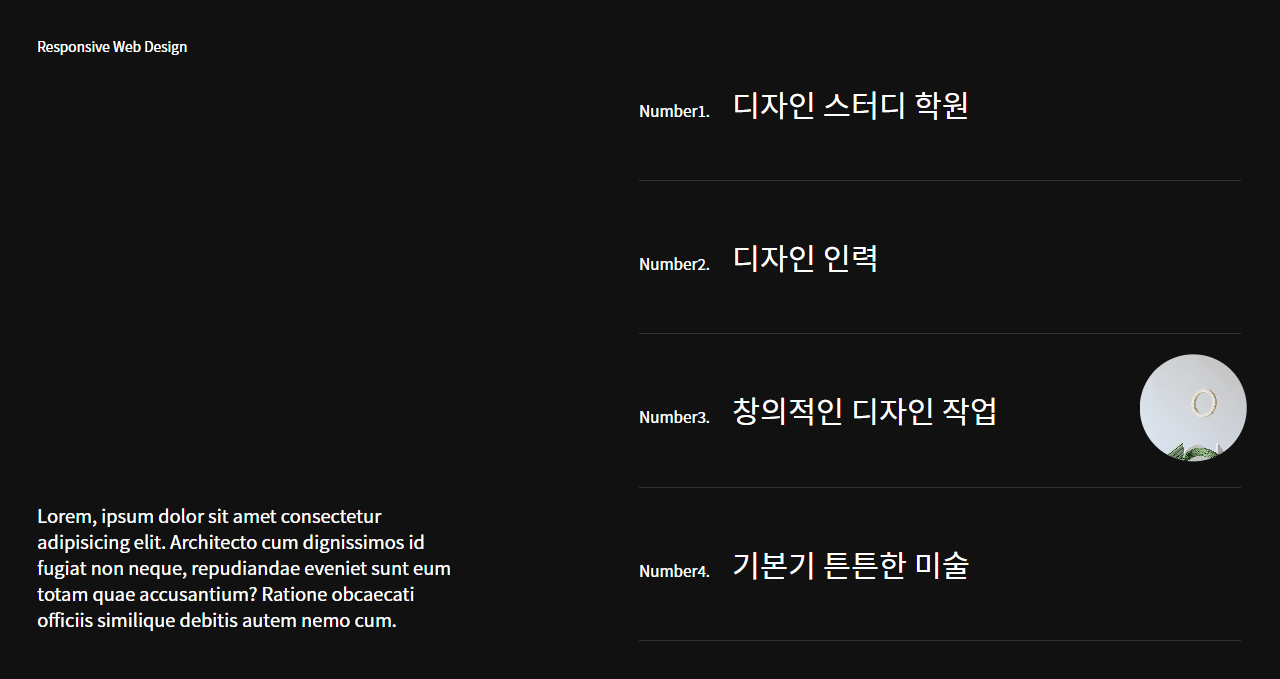 Responsive Web Design
Number1. 디자인 스터디 학원
Number2. 디자인 인력
Number3. 창의적인 디자인 작업
Number4. 기본기 튼튼한 미술
Lorem, ipsum dolor sit amet consectetur
adipisicing elit. Architecto cum dignissimos id
fugiat non neque, repudiandae eveniet sunt eum
totam quae accusantium? Ratione obcaecati
officiis similique debitis autem nemo cum.